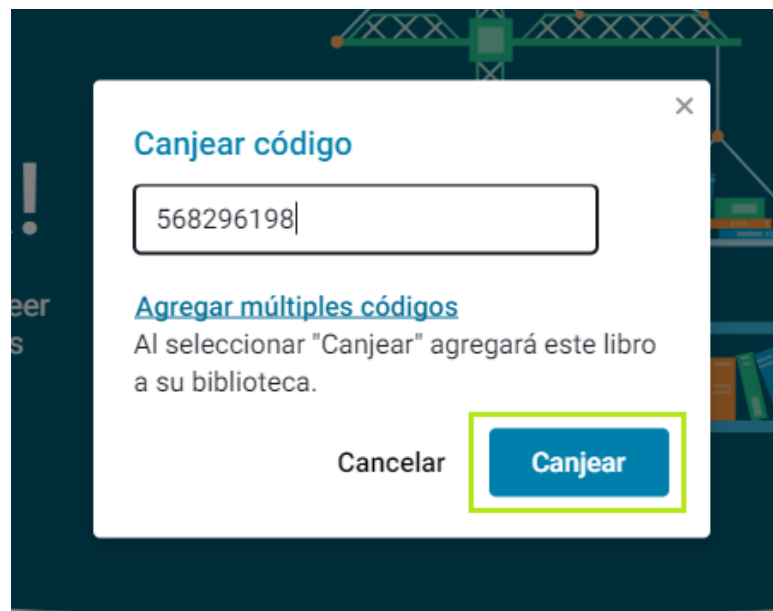 Canjear código
568296198
Agregar múltiples códigos
Al seleccionar "Canjear" agregará este libro
a su biblioteca.
Cancelar
Canjear